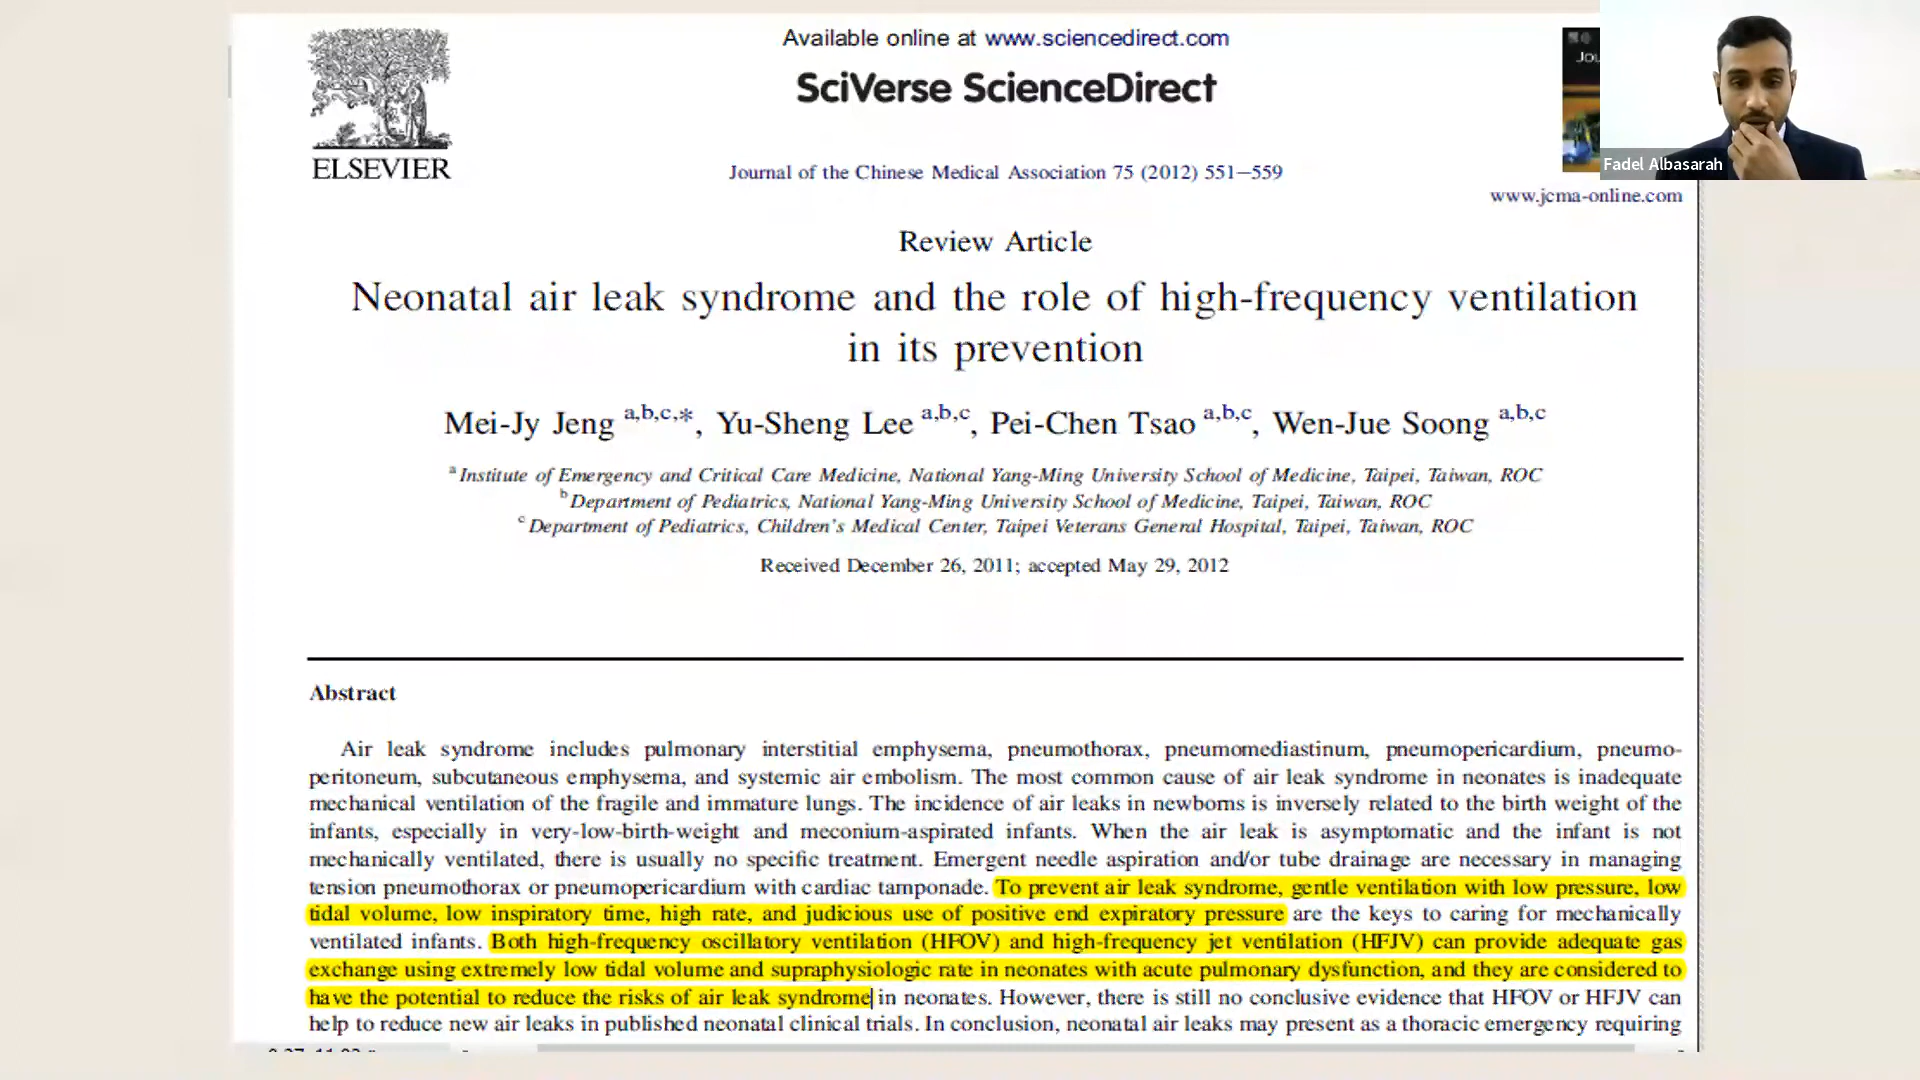 Available online at www.sciencedirect.com
SciVerse ScienceDirect
ELSEVIER
Journal of the Chinese Medical Association 75 (2012) 551–559
Fadel Albasarah
www.jcma-online.com
Review Article
Neonatal air leak syndrome and the role of high-frequency ventilation
in its prevention
Mei-Jy Jeng a,b,c,*, Yu-Sheng Lee a,b,c, Pei-Chen Tsao a,b,c, Wen-Jue Soong a,b,c
a Institute of Emergency and Critical Care Medicine, National Yang-Ming University School of Medicine, Taipei, Taiwan, ROC
b Department of Pediatrics, National Yang-Ming University School of Medicine, Taipei, Taiwan, ROC
c Department of Pediatrics, Children's Medical Center, Taipei Veterans General Hospital, Taipei, Taiwan, ROC
Received December 26, 2011; accepted May 29, 2012
Abstract
Air leak syndrome includes pulmonary interstitial emphysema, pneumothorax, pneumomediastinum, pneumopericardium, pneumo-
peritoneum, subcutaneous emphysema, and systemic air embolism. The most common cause of air leak syndrome in neonates is inadequate
mechanical ventilation of the fragile and immature lungs. The incidence of air leaks in newborns is inversely related to the birth weight of the
infants, especially in very-low-birth-weight and meconium-aspirated infants. When the air leak is asymptomatic and the infant is not
mechanically ventilated, there is usually no specific treatment. Emergent needle aspiration and/or tube drainage are necessary in managing
tension pneumothorax or pneumopericardium with cardiac tamponade. To prevent air leak syndrome, gentle ventilation with low pressure, low
tidal volume, low inspiratory time, high rate, and judicious use of positive end expiratory pressure are the keys to caring for mechanically
ventilated infants. Both high-frequency oscillatory ventilation (HFOV) and high-frequency jet ventilation (HFJV) can provide adequate gas
exchange using extremely low tidal volume and supraphysiologic rate in neonates with acute pulmonary dysfunction, and they are considered to
have the potential to reduce the risks of air leak syndrome in neonates. However, there is still no conclusive evidence that HFOV or HFJV can
help to reduce new air leaks in published neonatal clinical trials. In conclusion, neonatal air leaks may present as a thoracic emergency requiring